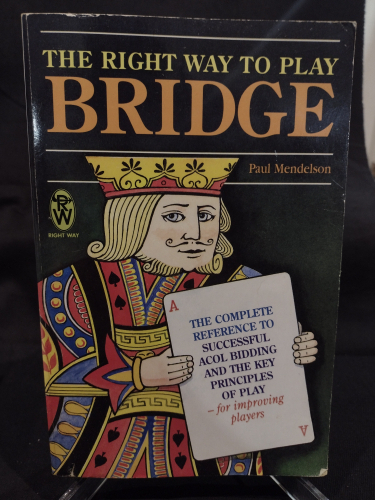 THE RIGHT WAY TO PLAY
BRIDGE
Paul Mendelson
RW
RIGHT WAY
A
THE COMPLETE
REFERENCE TO
SUCCESSFUL
ACOL BIDDING
AND THE KEY
PRINCIPLES
OF PLAY
– for improving
players
A